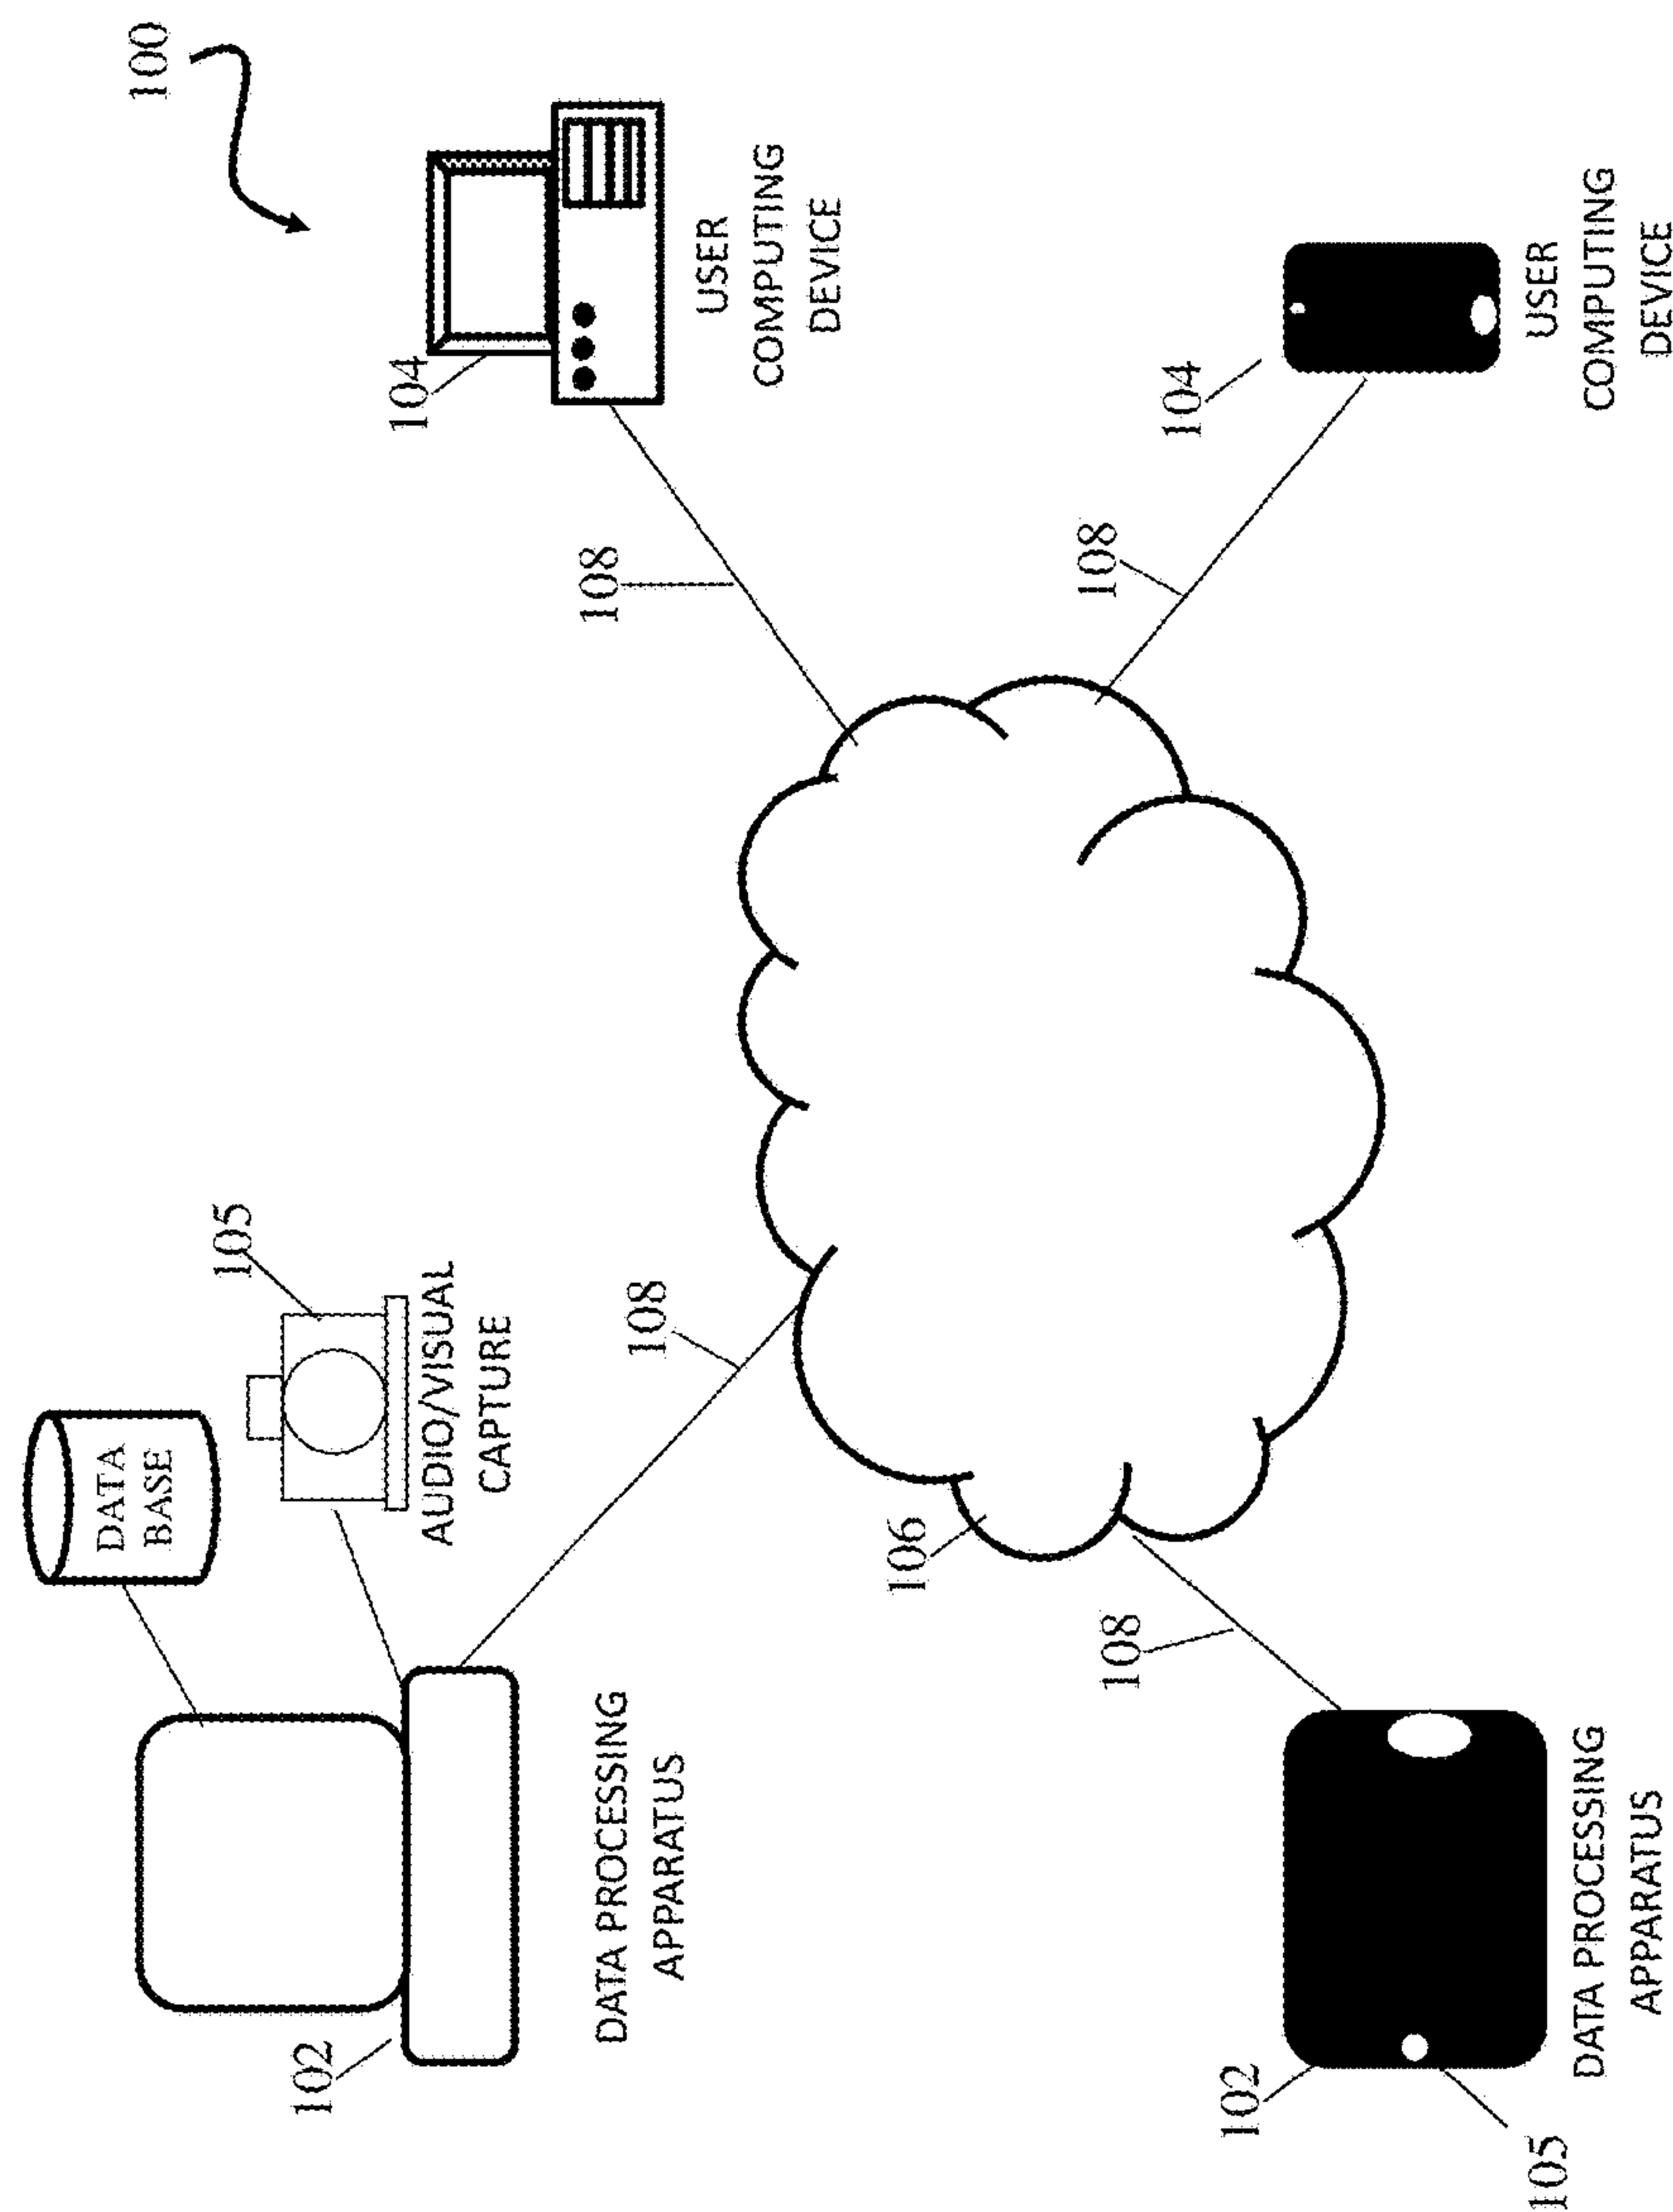 100
DATA
BASE
105
AUDIO/VISUAL
CAPTURE
102
DATA PROCESSING
APPARATUS
108
104
USER
COMPUTING
DEVICE
108
106
102
105
DATA PROCESSING
APPARATUS
108
108
104
USER
COMPUTING
DEVICE